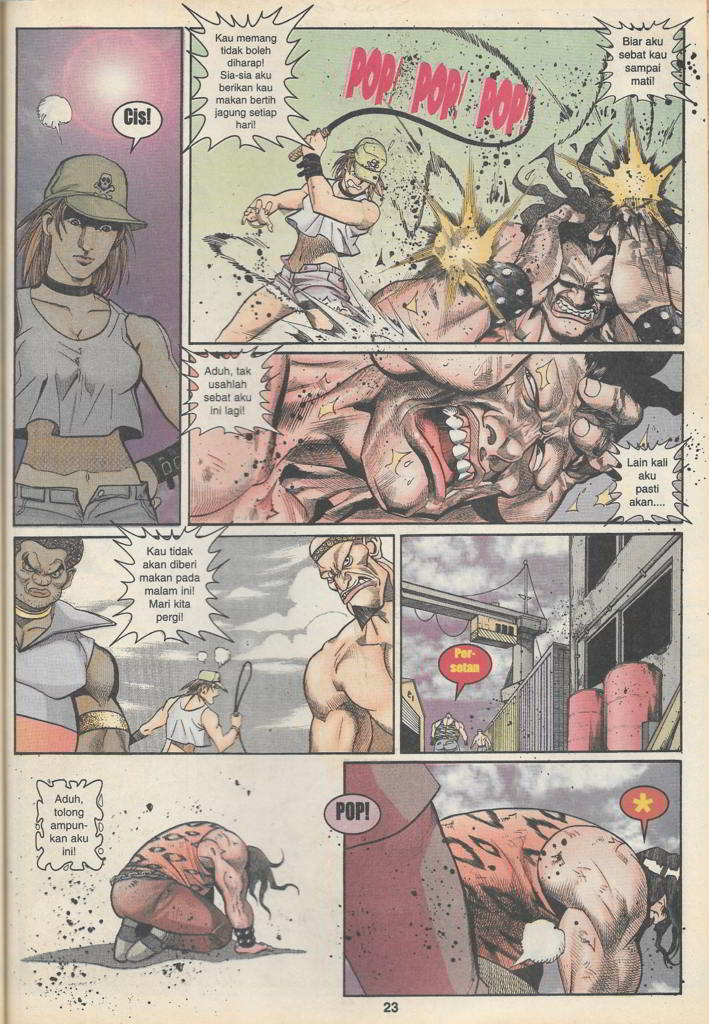 Cis!
Kau memang
tidak boleh
diharap!
Sia-sia aku
berikan kau
makan bertih
jagung setiap
hari!
POP! POP! POP!
Biar aku
sebat kau
sampai
mati!
Aduh, tak
usahlah
sebat aku
ini lagi!
Lain kali
aku
pasti
akan....
Kau tidak
akan diberi
makan pada
malam ini!
Mari kita
pergi!
Per-
setan
Aduh,
tolong
ampun-
kan aku
ini!
POP!
*
23